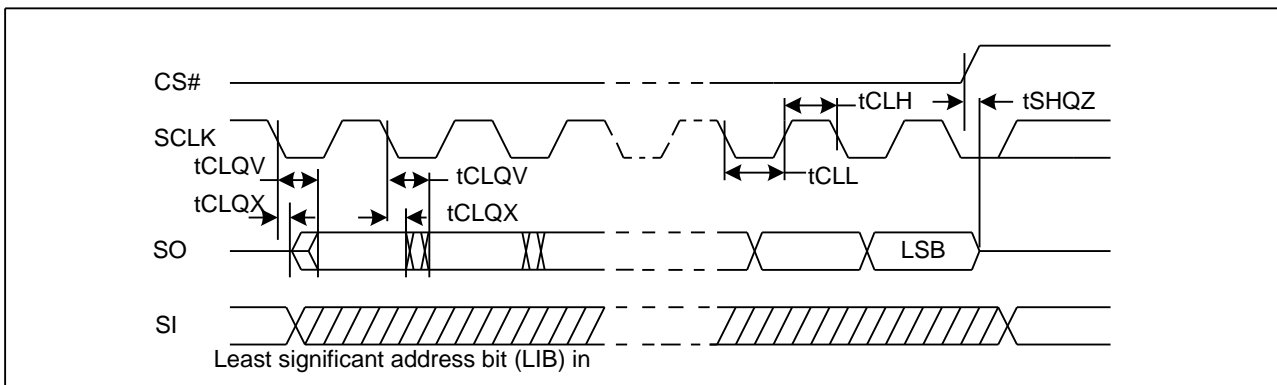 CS#
tCLH
tSHQZ
SCLK
tCLQV
tCLQV
tCLL
tCLQX
tCLQX
SO
LSB
SI
Least significant address bit (LIB) in